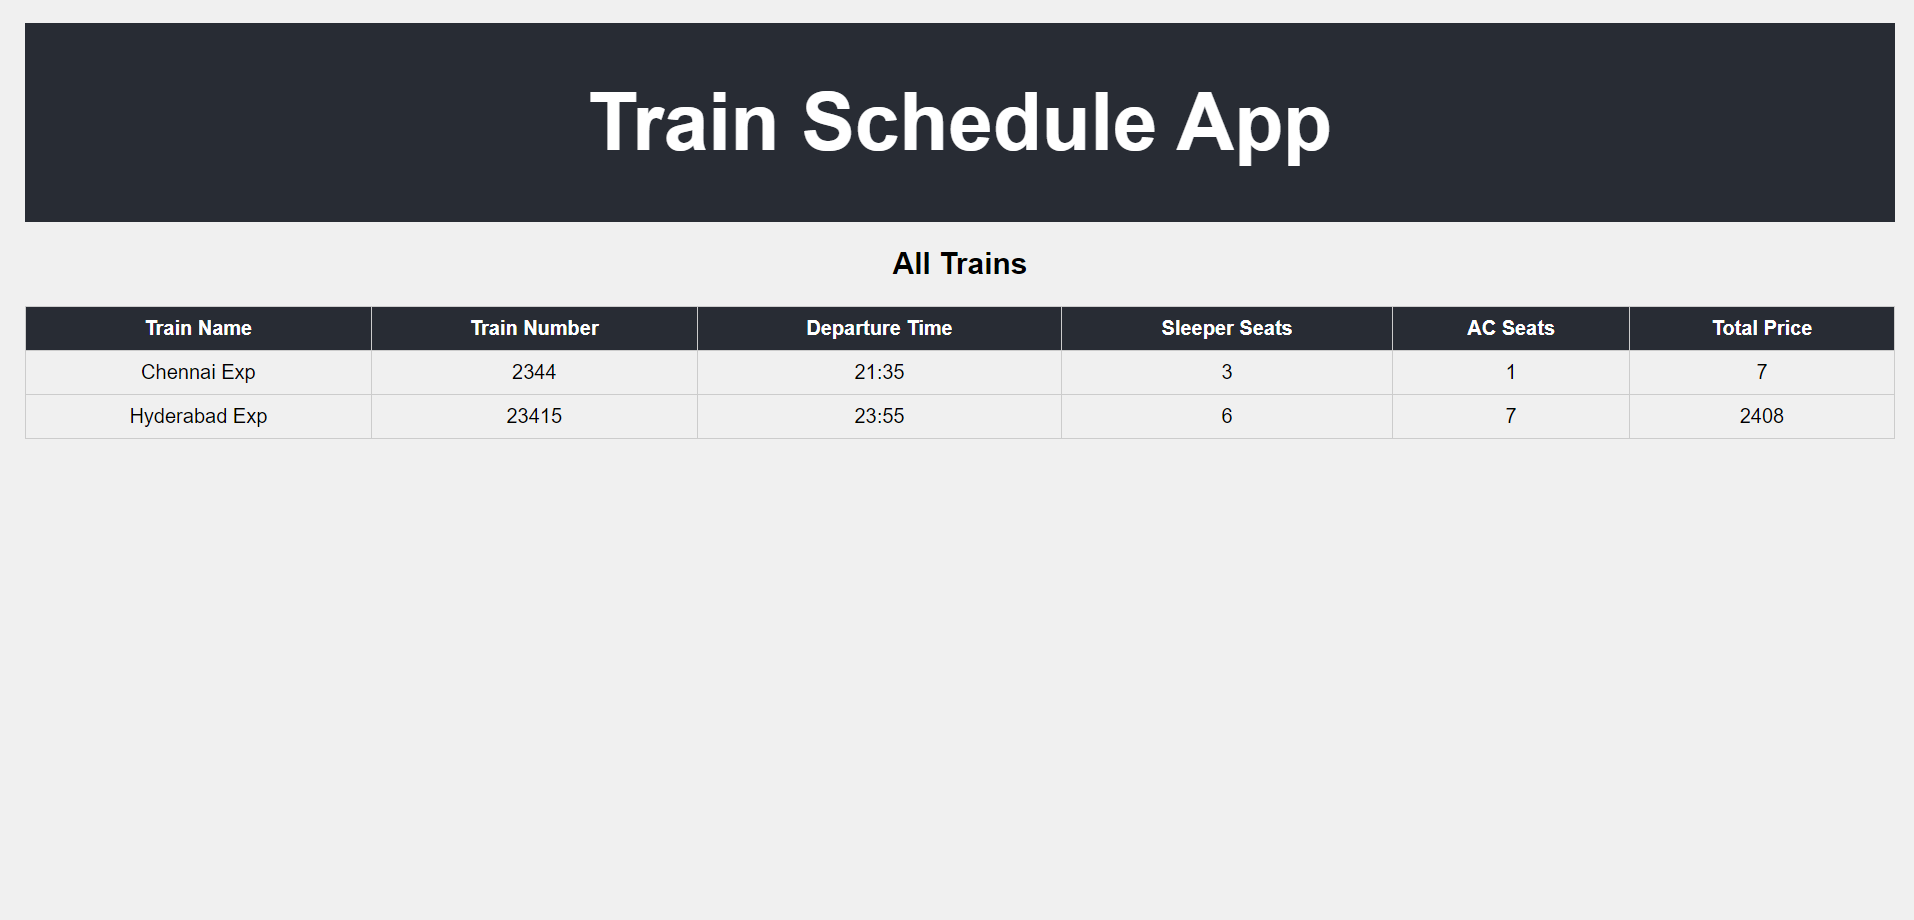 Train Schedule App
All Trains
Train Name Train Number Departure Time Sleeper Seats AC Seats Total Price
Chennai Exp 2344 21:35 3 1 7
Hyderabad Exp 23415 23:55 6 7 2408